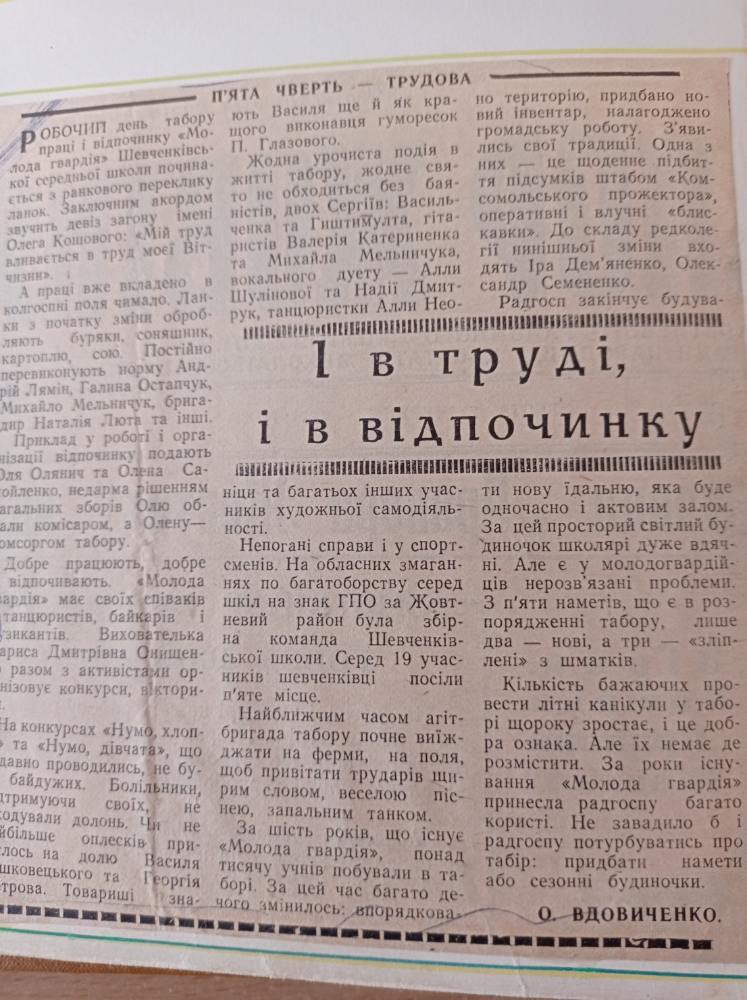 П'ЯТА ЧВЕРТЬ — ТРУДОВА
РОБОЧИЙ день табору
праці і відпочинку «Мо-
лода гвардія» Шевченківсь-
кої середньої школи почина-
ється з ранкового переклику
ланок. Заключним акордом
звучить девіз загону імені
Олега Кошового: «Мій труд
вливається в труд моєї Віт-
чизни».
А праці вже вкладено в
колгоспні поля чимало. Лан-
ки з початку зміни оброб-
ляють буряки, соняшник,
картоплю, сою. Постійно
перевиконують норму Анд-
рій Лямін, Галина Остапчук,
Михайло Мельничук, брига-
дир Наталія Люта та інші.
Приклад у роботі і орга-
нізації відпочинку подають
Оля Олянич та Олена Са-
мойленко, недарма рішенням
загальних зборів Олю об-
рали комісаром, а Олену—
комсоргом табору.
Добре працюють, добре
відпочивають. «Молода
гвардія» має своїх співаків
танцюристів, байкарів і
музикантів. Вихователька
Лариса Дмитрівна Онищен-
разом з активістами ор-
ганізовує конкурси, віктори-
На конкурсах «Нумо, хлоп-
» та «Нумо, дівчата», що
давно проводились, не бу-
байдужих. Болільники,
підтримуючи своїх, не
шкодували долонь. Чи не
найбільше оплесків при-
йшлось на долю Василя
шковецького та Георгія
Петрова. Товариші зна-
ють Василя ще й як кра-
щого виконавця гуморесок
П. Глазового.
Жодна урочиста подія в
житті табору, жодне свя-
то не обходиться без бая-
ністів, двох Сергіїв: Василь-
ченка та Гиштимулта, гіта-
ристів Валерія Катериненка
та Михайла Мельничука,
вокального дуету — Алли
Шулінової та Надії Дмит-
рук, танцюристки Алли Нео-
но територію, придбано но-
вий інвентар, налагоджено
громадську роботу. З'яви-
лись свої традиції. Одна з
них — це щоденне підбит-
тя підсумків штабом «Ком-
сомольського прожектора»,
оперативні і влучні «блис-
кавки». До складу редколе-
гії нинішньої зміни вхо-
дять Іра Дем'яненко, Олек-
сандр Семененко.
Радгосп закінчує будува-
І в труді,
і в відпочинку
ніци та багатьох інших учас-
ників художньої самодіяль-
ності.
Непогані справи і у спорт-
сменів. На обласних змаган-
нях по багатоборству серед
шкіл на знак ГПО за Жовт-
невий район була збір-
на команда Шевченків-
ської школи. Серед 19 учас-
ників шевченківці посіли
п'яте місце.
Найближчим часом агіт-
бригада табору почне виїж-
джати на ферми, на поля,
щоб привітати трударів щи-
рим словом, веселою піс-
нею, запальним танком.
За шість років, що існує
«Молода гвардія», понад
тисячу учнів побували в та-
борі. За цей час багато де-
чого змінилось: впорядкова-
ти нову їдальню, яка буде
одночасно і актовим залом.
За цей просторий світлий бу-
диночок школярі дуже вдяч-
ні. Але є у молодогвардій-
ців нерозв'язані проблеми.
З п'яти наметів, що є в роз-
порядженні табору, лише
два — нові, а три — «зліп-
лені» з шматків.
Кількість бажаючих про-
вести літні канікули у табо-
рі щороку зростає, і це доб-
ра ознака. Але їх немає де
розмістити. За роки існу-
вання «Молода гвардія»
принесла радгоспу багато
користі. Не завадило б і
радгоспу потурбуватись про
табір: придбати намети
або сезонні будиночки.
О. ВДОВИЧЕНКО.